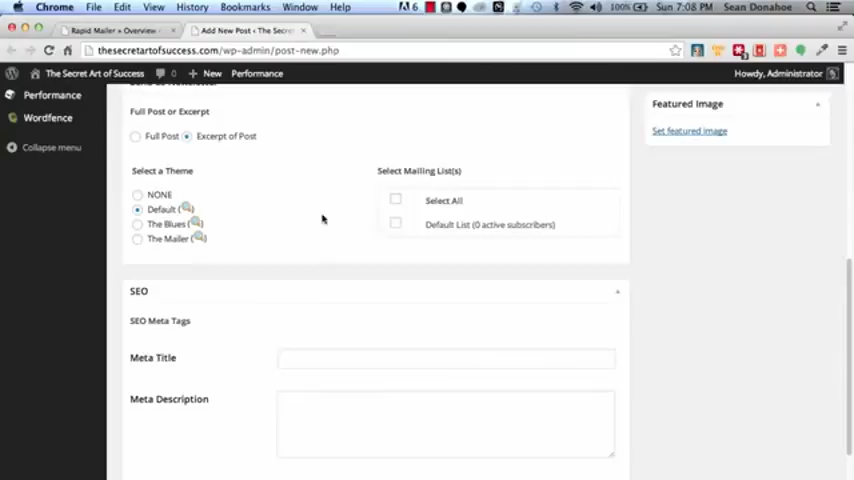 Chrome File Edit View History Bookmarks Window Help 6 100% Sun 7:08 PM Sean Donahoe
Rapid Mailer » Overview × Add New Post ‹ The Secret ×
thesecretartofsuccess.com/wp-admin/post-new.php
The Secret Art of Success 0 + New Performance Howdy, Administrator
Performance
Wordfence
Collapse menu
Full Post or Excerpt
Full Post Excerpt of Post
Select a Theme
NONE
Default ( )
The Blues ( )
The Mailer ( )
Select Mailing List(s)
Select All
Default List (0 active subscribers)
Featured Image
Set featured image
SEO
SEO Meta Tags
Meta Title
Meta Description